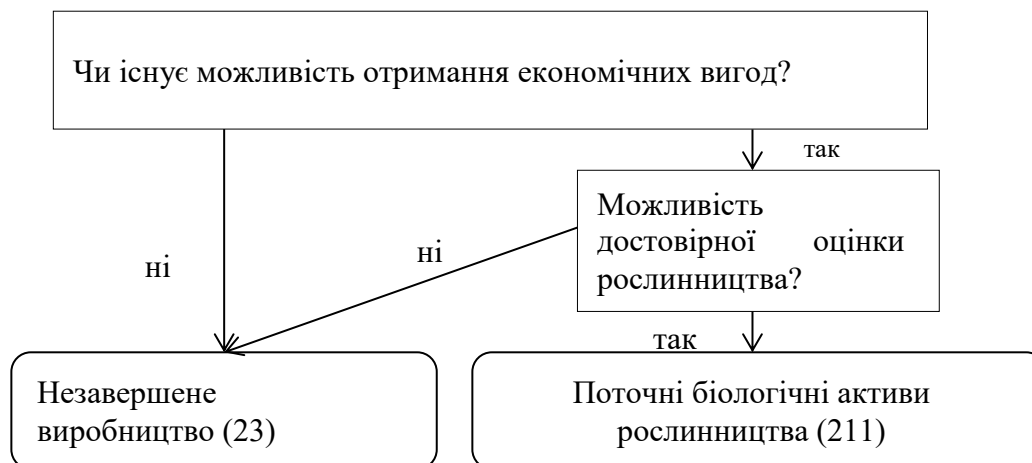 Чи існує можливість отримання економічних вигод?
так
Можливість
достовірної оцінки
рослинництва?
ні
ні
так
Незавершене
виробництво (23)
Поточні біологічні активи
рослинництва (211)